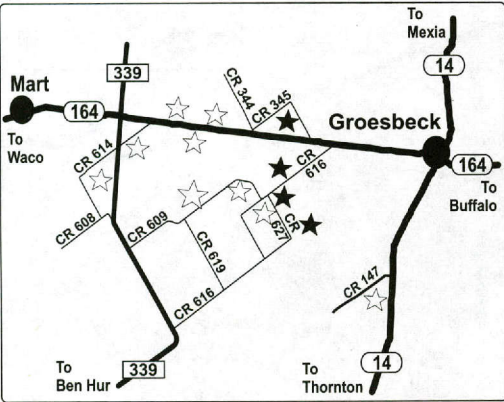 To
Mexia
14
339
Mart
164
CR 344
CR 345
Groesbeck
To
Waco
CR 614
CR 616
164
To
Buffalo
CR 608
CR 609
CR 619
CR 627
CR 616
CR 147
To
Ben Hur
339
To
Thornton
14